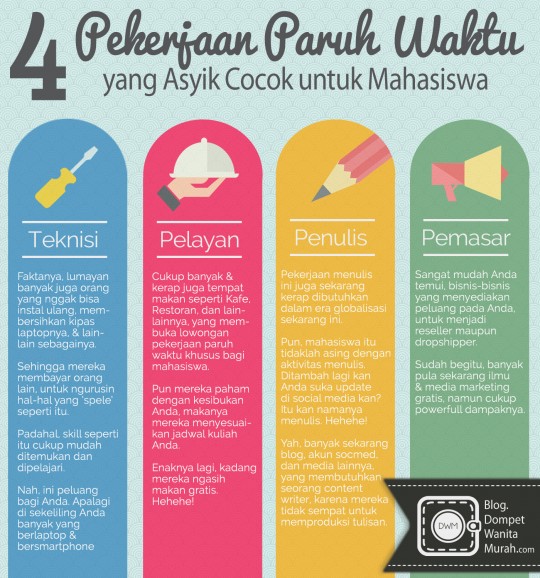 4 Pekerjaan Paruh Waktu
yang Asyik Cocok untuk Mahasiswa
Teknisi
Faktanya, lumayan
banyak juga orang
yang nggak bisa
instal ulang, mem-
bersihkan kipas
laptopnya, & lain-
lain sebagainya.
Sehingga mereka
membayar orang
lain, untuk ngurusin
hal-hal yang "spele"
seperti itu.
Padahal, skill seperti
itu cukup mudah
ditemukan dan
dipelajari.
Nah, ini peluang
bagi Anda. Apalagi
di sekeliling Anda
banyak yang
berlaptop &
bersmartphone
Pelayan
Cukup banyak &
kerap juga tempat
makan seperti Kafe,
Restoran, dan lain-
lainnya, yang mem-
buka lowongan
pekerjaan paruh
waktu khusus bagi
mahasiswa.
Pun mereka paham
dengan kesibukan
Anda, makanya
mereka menyesuai-
kan jadwal kuliah
Anda.
Enaknya lagi, kadang
mereka ngasih
makan gratis.
Hehehe!
Penulis
Pekerjaan menulis
ini juga sekarang
kerap dibutuhkan
dalam era globalisasi
sekarang ini.
Pun, mahasiswa itu
tidaklah asing dengan
aktivitas menulis.
Ditambah lagi kan
Anda suka update
di social media kan?
Itu kan namanya
menulis. Hehehe!
Yah, banyak sekarang
blog, akun socmed,
dan media lainnya,
yang membutuhkan
seorang content
writer, karena mereka
tidak sempat untuk
memproduksi tulisan.
Pemasar
Sangat mudah Anda
temui, bisnis-bisnis
yang menyediakan
peluang pada Anda,
untuk menjadi
reseller maupun
dropshipper.
Sudah begitu, banyak
pula sekarang ilmu
& media marketing
gratis, namun cukup
powerfull dampaknya.
DWM
Blog.
Dompet
Wanita
Murah.com